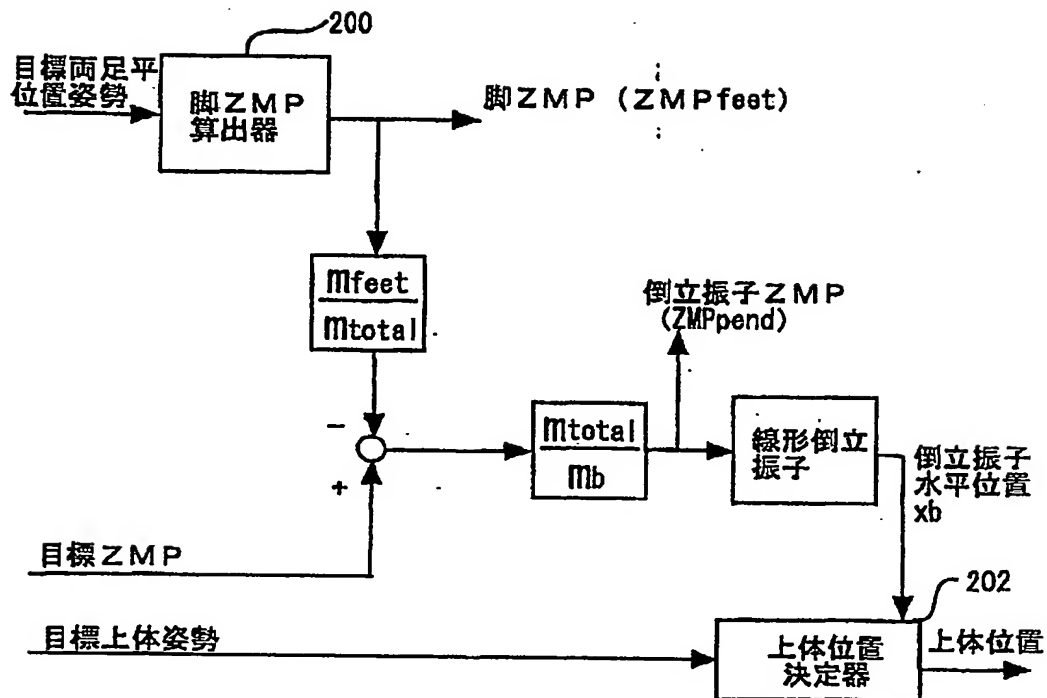 200
目標両足平
位置姿勢
脚ZMP
算出器
脚ZMP (ZMPfeet)
mfeet
mtotal
倒立振子ZMP
(ZMPpend)
-
+
mtotal
mb
線形倒立
振子
倒立振子
水平位置
xb
目標ZMP
202
目標上体姿勢
上体位置
決定器
上体位置